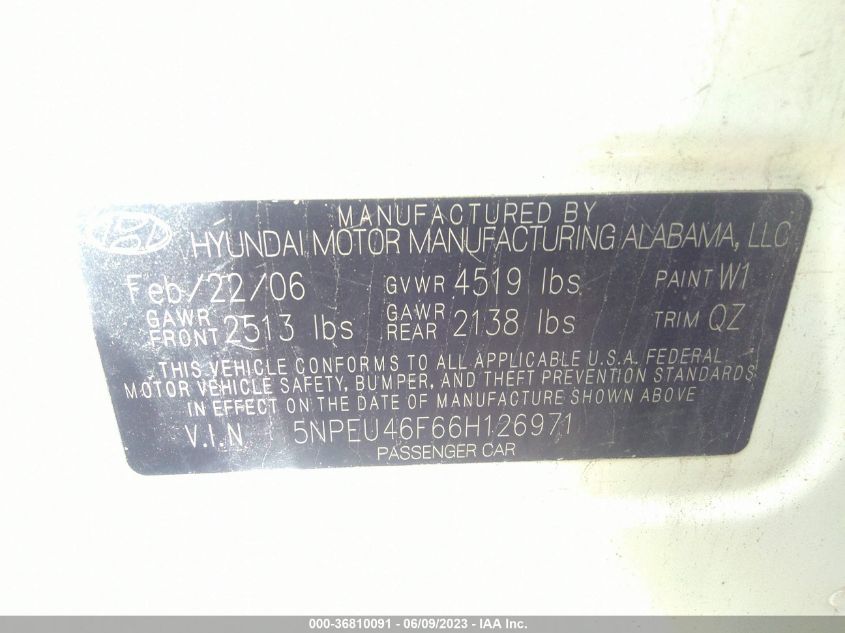 MANUFACTURED BY
HYUNDAI MOTOR MANUFACTURING ALABAMA, LLC
Feb/22/06 GVWR 4519 lbs PAINT W1
GAWR FRONT 2513 lbs GAWR REAR 2138 lbs TRIM QZ
THIS VEHICLE CONFORMS TO ALL APPLICABLE U.S.A. FEDERAL
MOTOR VEHICLE SAFETY, BUMPER, AND THEFT PREVENTION STANDARDS
IN EFFECT ON THE DATE OF MANUFACTURE SHOWN ABOVE
V.I.N 5NPEU46F66H126971
PASSENGER CAR
000-36810091 - 06/09/2023 - IAA Inc.